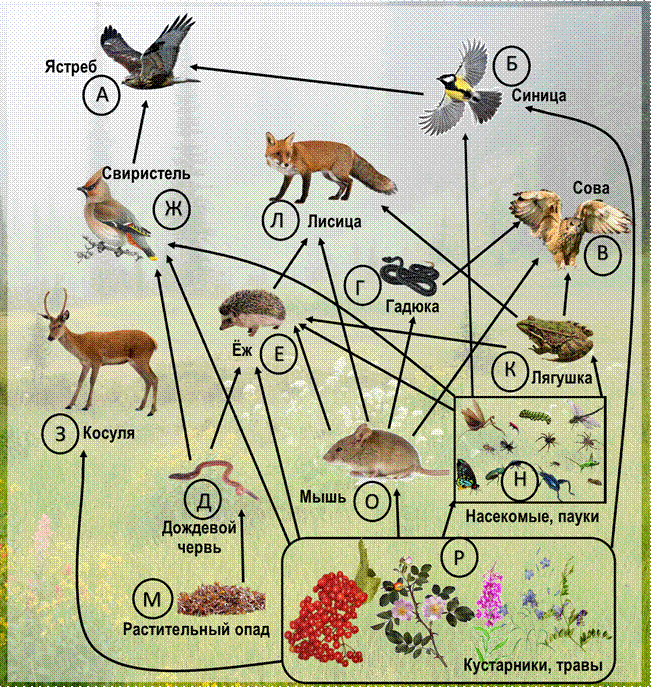 Ястреб
А
Б
Синица
Свиристель
Ж
Л
Лисица
Сова
В
Г
Гадюка
Ёж
Е
К
Лягушка
З
Косуля
Д
Дождевой
червь
Мышь
О
Н
Насекомые, пауки
М
Растительный опад
Р
Кустарники, травы